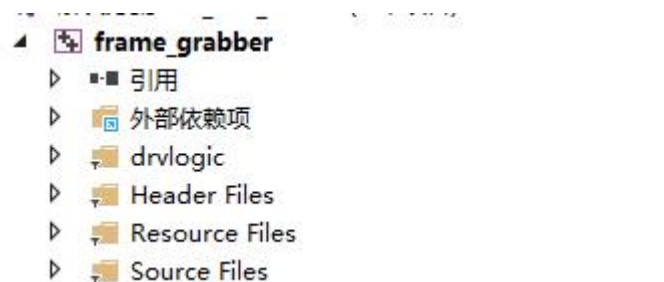 frame_grabber
引用
外部依赖项
drvlogic
Header Files
Resource Files
Source Files